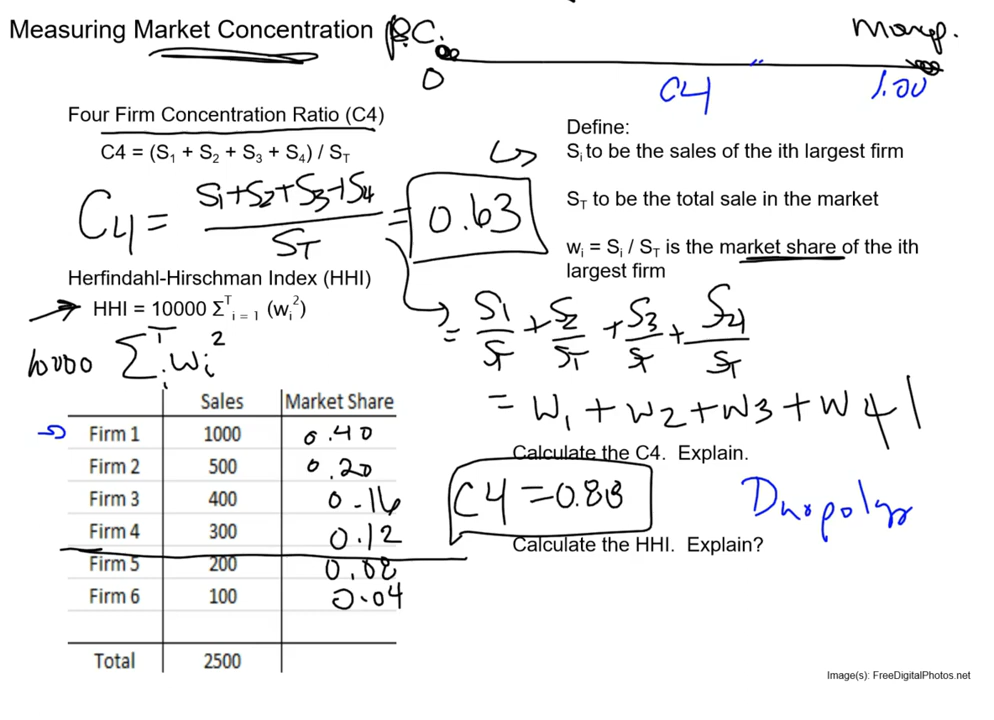 Measuring Market Concentration P.C. Monop.
0 C4 1.00
Four Firm Concentration Ratio (C4)
C4 = (S1 + S2 + S3 + S4) / ST
C4 = S1+S2+S3+S4 / ST = 0.63
Define:
Si to be the sales of the ith largest firm
ST to be the total sale in the market
wi = Si / ST is the market share of the ith
largest firm
Herfindahl-Hirschman Index (HHI)
HHI = 10000 Σ^T i = 1 (wi²)
10000 Σ^T i wi²
= S1/ST + S2/ST + S3/ST + S4/ST
= W1 + W2 + W3 + W4
Sales Market Share
Firm 1 1000 0.40
Firm 2 500 0.20
Firm 3 400 0.16
Firm 4 300 0.12
Firm 5 200 0.08
Firm 6 100 0.04
Total 2500
Calculate the C4. Explain.
C4 = 0.88
Duopoly
Calculate the HHI. Explain?
Image(s): FreeDigitalPhotos.net